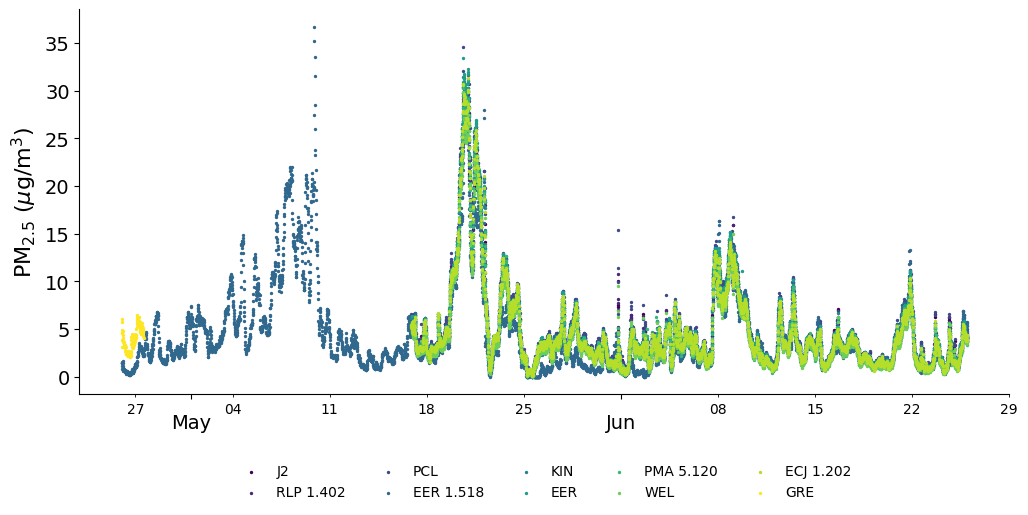 PM2.5 (μg/m3)
35
30
25
20
15
10
5
0
27 04 11 18 25 08 15 22 29
May Jun
J2 PCL KIN PMA 5.120 ECJ 1.202
RLP 1.402 EER 1.518 EER WEL GRE